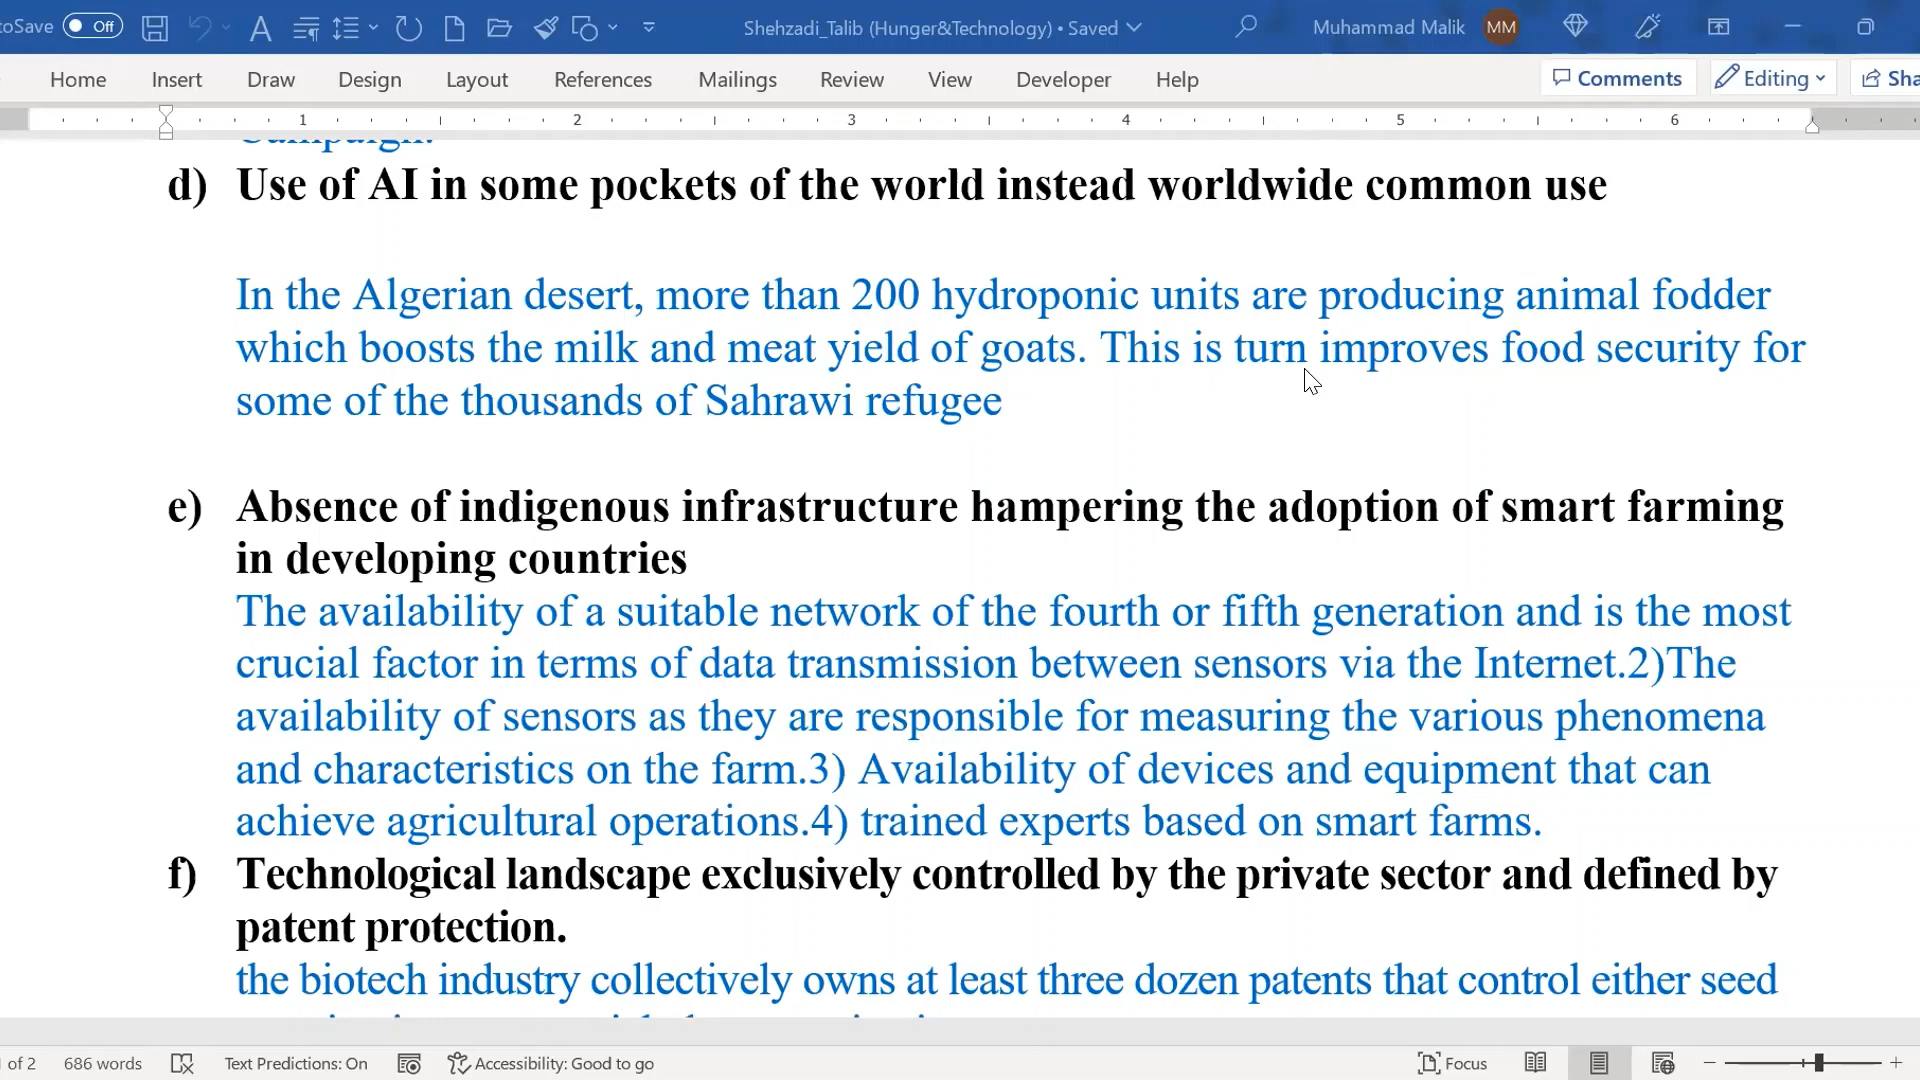 toSave Off Shehzadi_Talib (Hunger&Technology) • Saved Muhammad Malik MM
Home Insert Draw Design Layout References Mailings Review View Developer Help Comments Editing Sha
1 2 3 4 5 6
Campaign.
d) Use of AI in some pockets of the world instead worldwide common use
In the Algerian desert, more than 200 hydroponic units are producing animal fodder
which boosts the milk and meat yield of goats. This is turn improves food security for
some of the thousands of Sahrawi refugee
e) Absence of indigenous infrastructure hampering the adoption of smart farming
in developing countries
The availability of a suitable network of the fourth or fifth generation and is the most
crucial factor in terms of data transmission between sensors via the Internet.2)The
availability of sensors as they are responsible for measuring the various phenomena
and characteristics on the farm.3) Availability of devices and equipment that can
achieve agricultural operations.4) trained experts based on smart farms.
f) Technological landscape exclusively controlled by the private sector and defined by
patent protection.
the biotech industry collectively owns at least three dozen patents that control either seed
of 2 686 words Text Predictions: On Accessibility: Good to go Focus